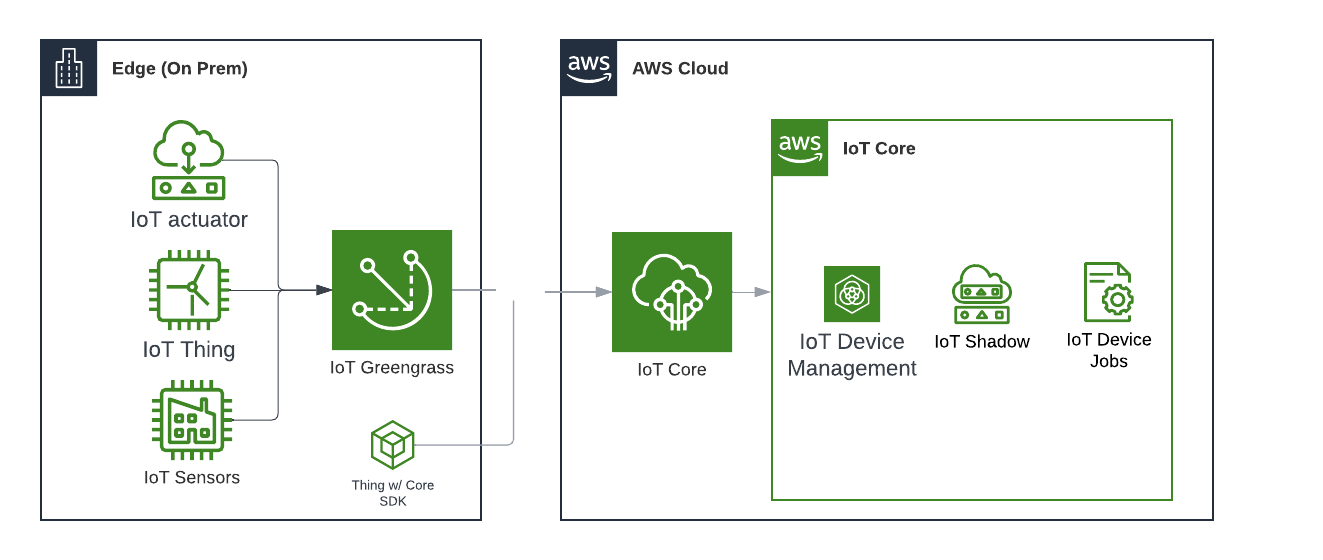 Edge (On Prem)
IoT actuator
IoT Thing
IoT Sensors
IoT Greengrass
Thing w/ Core
SDK
aws
AWS Cloud
IoT Core
aws
IoT Core
IoT Device
Management
IoT Shadow
IoT Device
Jobs